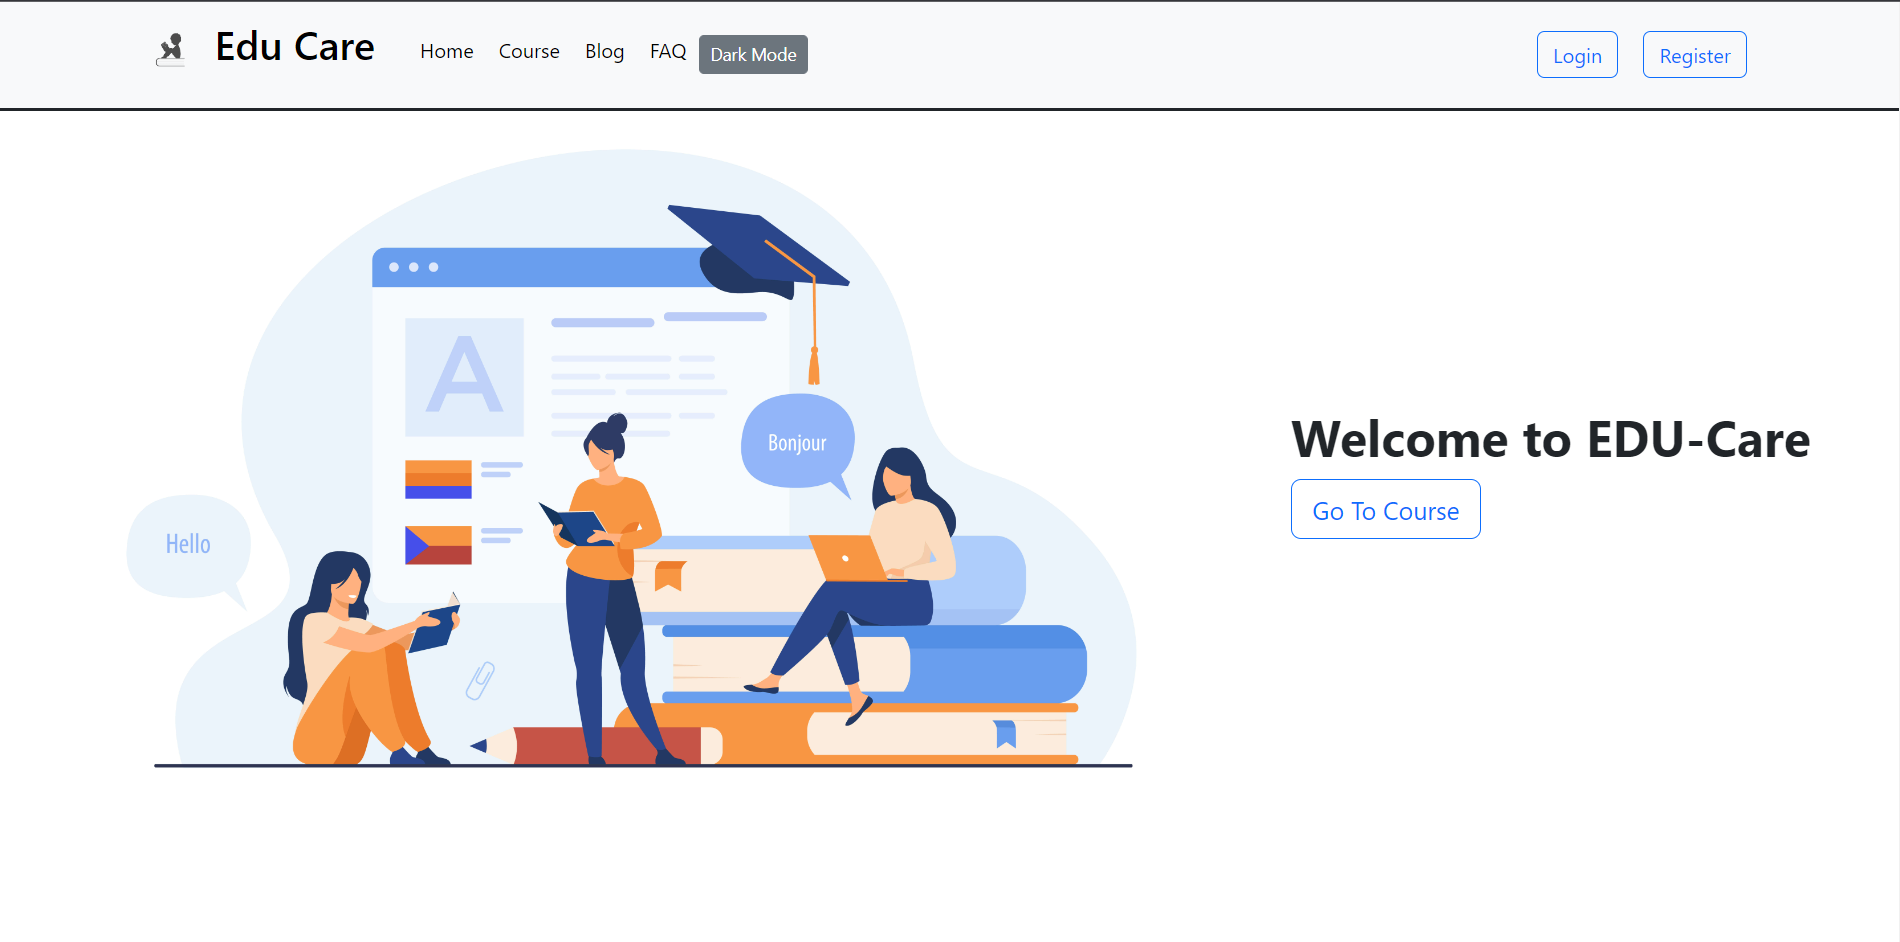 Edu Care
Home Course Blog FAQ Dark Mode
Login Register
A
Bonjour
Hello
Welcome to EDU-Care
Go To Course